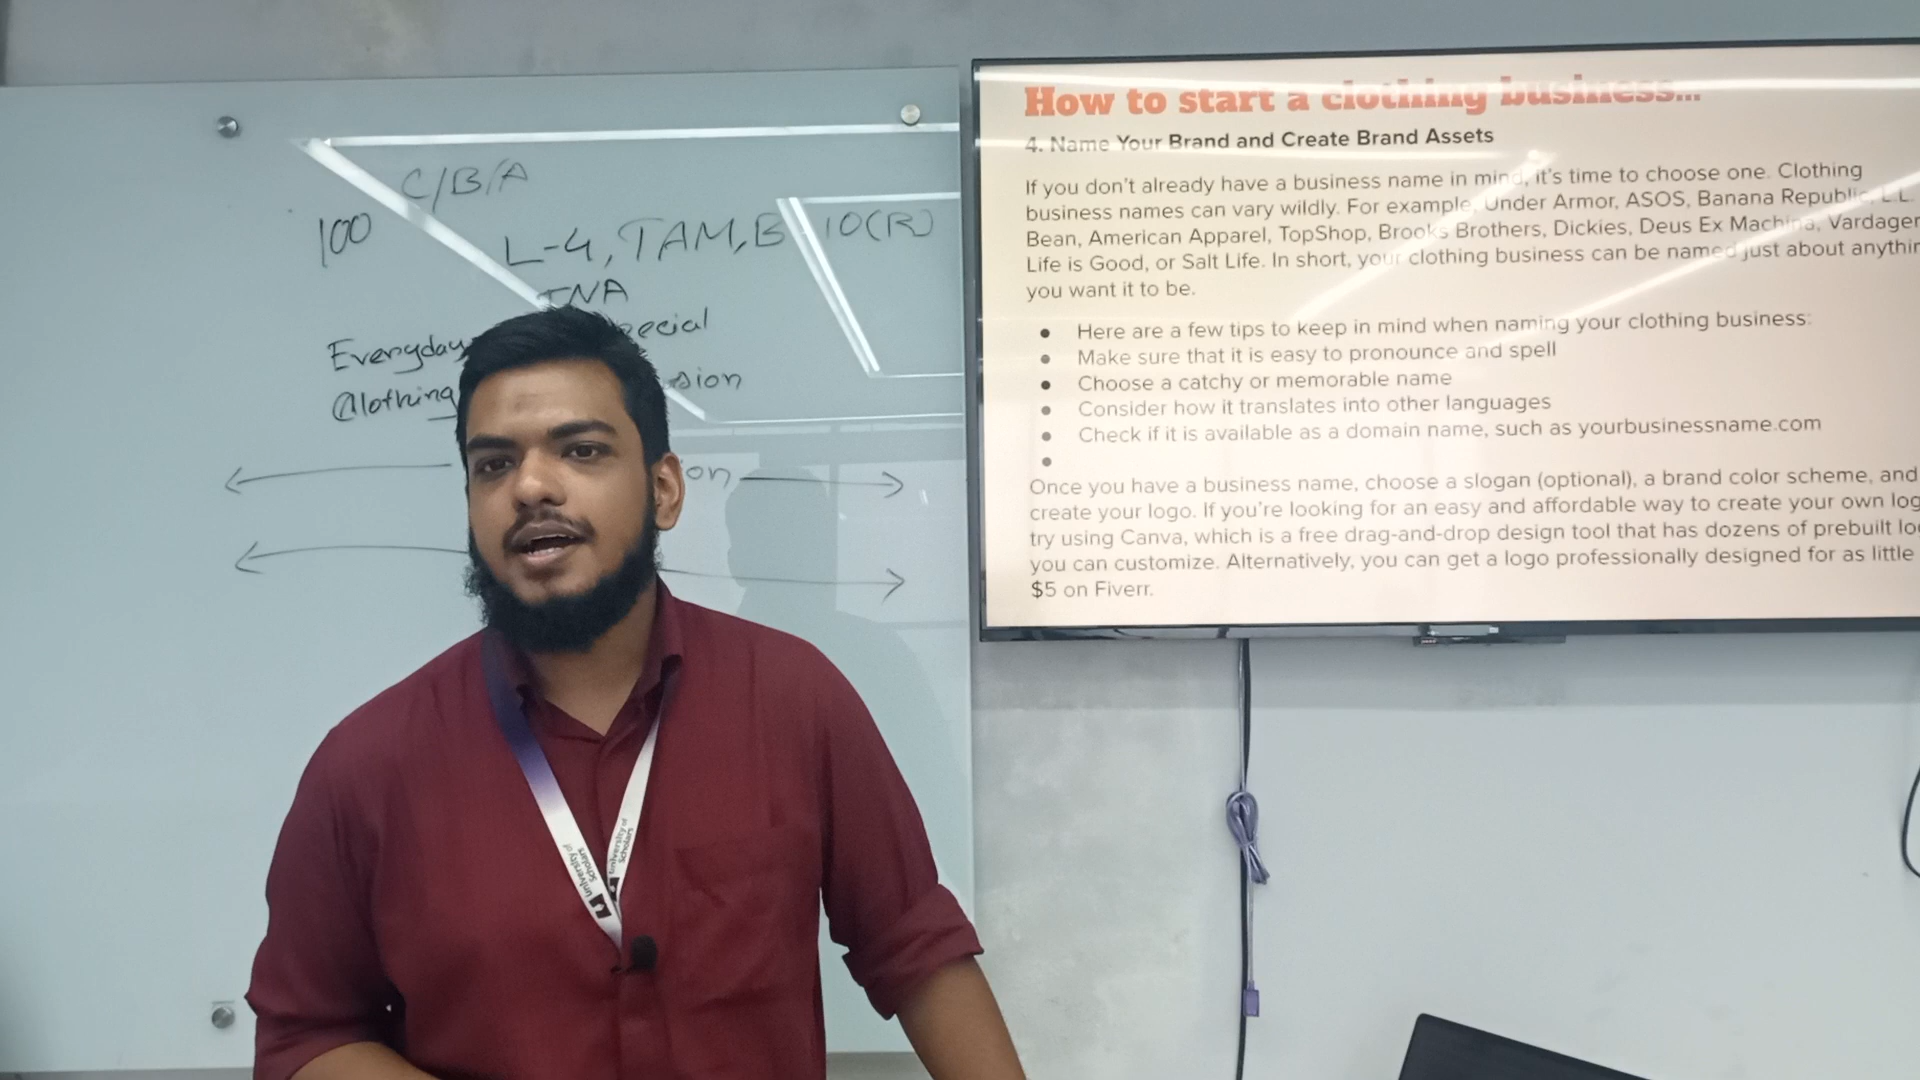 C/B/A
100
L-4, TAM, B 10(R)
TNA
Everyday
Clothing
How to start a clothing business...
4. Name Your Brand and Create Brand Assets
If you don't already have a business name in mind, it's time to choose one. Clothing
business names can vary wildly. For example, Under Armor, ASOS, Banana Republic, L.L.
Bean, American Apparel, TopShop, Brooks Brothers, Dickies, Deus Ex Machina, Vardagen
Life is Good, or Salt Life. In short, your clothing business can be named just about anythin
you want it to be.
• Here are a few tips to keep in mind when naming your clothing business:
• Make sure that it is easy to pronounce and spell
• Choose a catchy or memorable name
• Consider how it translates into other languages
• Check if it is available as a domain name, such as yourbusinessname.com
•
Once you have a business name, choose a slogan (optional), a brand color scheme, and
create your logo. If you're looking for an easy and affordable way to create your own log
try using Canva, which is a free drag-and-drop design tool that has dozens of prebuilt lo
you can customize. Alternatively, you can get a logo professionally designed for as little
$5 on Fiverr.
University of
Scholars
University of
Scholars